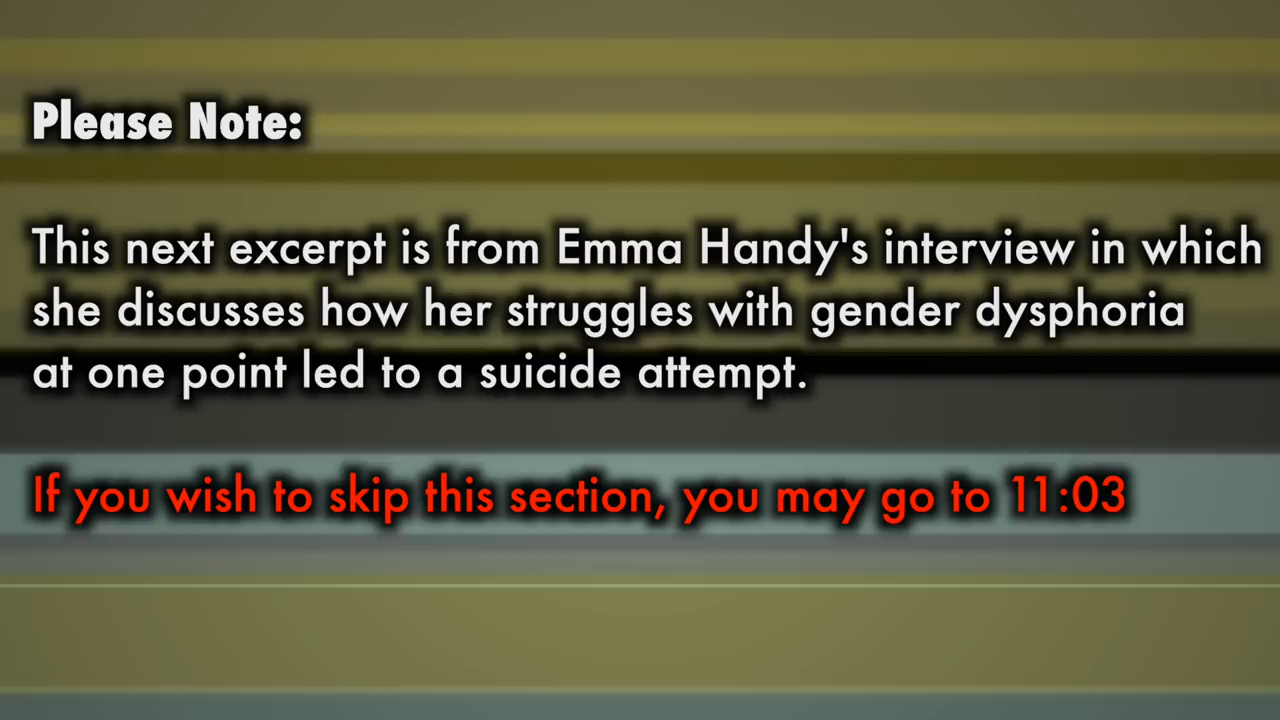 Please Note:
This next excerpt is from Emma Handy's interview in which
she discusses how her struggles with gender dysphoria
at one point led to a suicide attempt.
If you wish to skip this section, you may go to 11:03